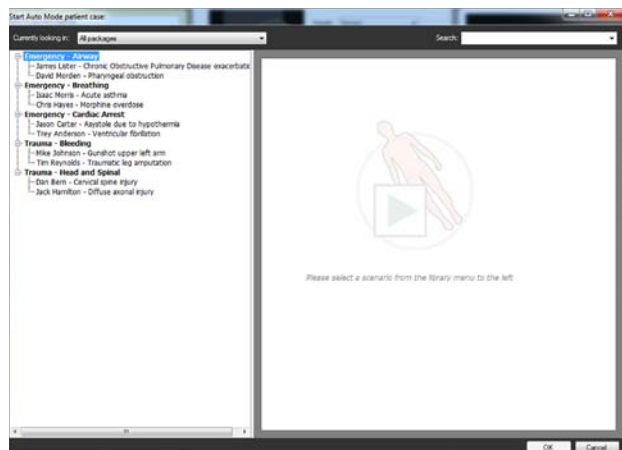 Start Auto Mode patient case:
Currently looking in: All packages Search:
Emergency - Airway
James Lister - Chronic Obstructive Pulmonary Disease exacerbatic
David Morden - Pharyngeal obstruction
Emergency - Breathing
Isaac Morris - Acute asthma
Chris Hayes - Morphine overdose
Emergency - Cardiac Arrest
Jason Carter - Asystole due to hypothermia
Trey Anderson - Ventricular fibrillation
Trauma - Bleeding
Mike Johnson - Gunshot upper left arm
Tim Reynolds - Traumatic leg amputation
Trauma - Head and Spinal
Dan Bern - Cervical spine injury
Jack Hamilton - Diffuse axonal injury
Please select a scenario from the library menu to the left
OK Cancel